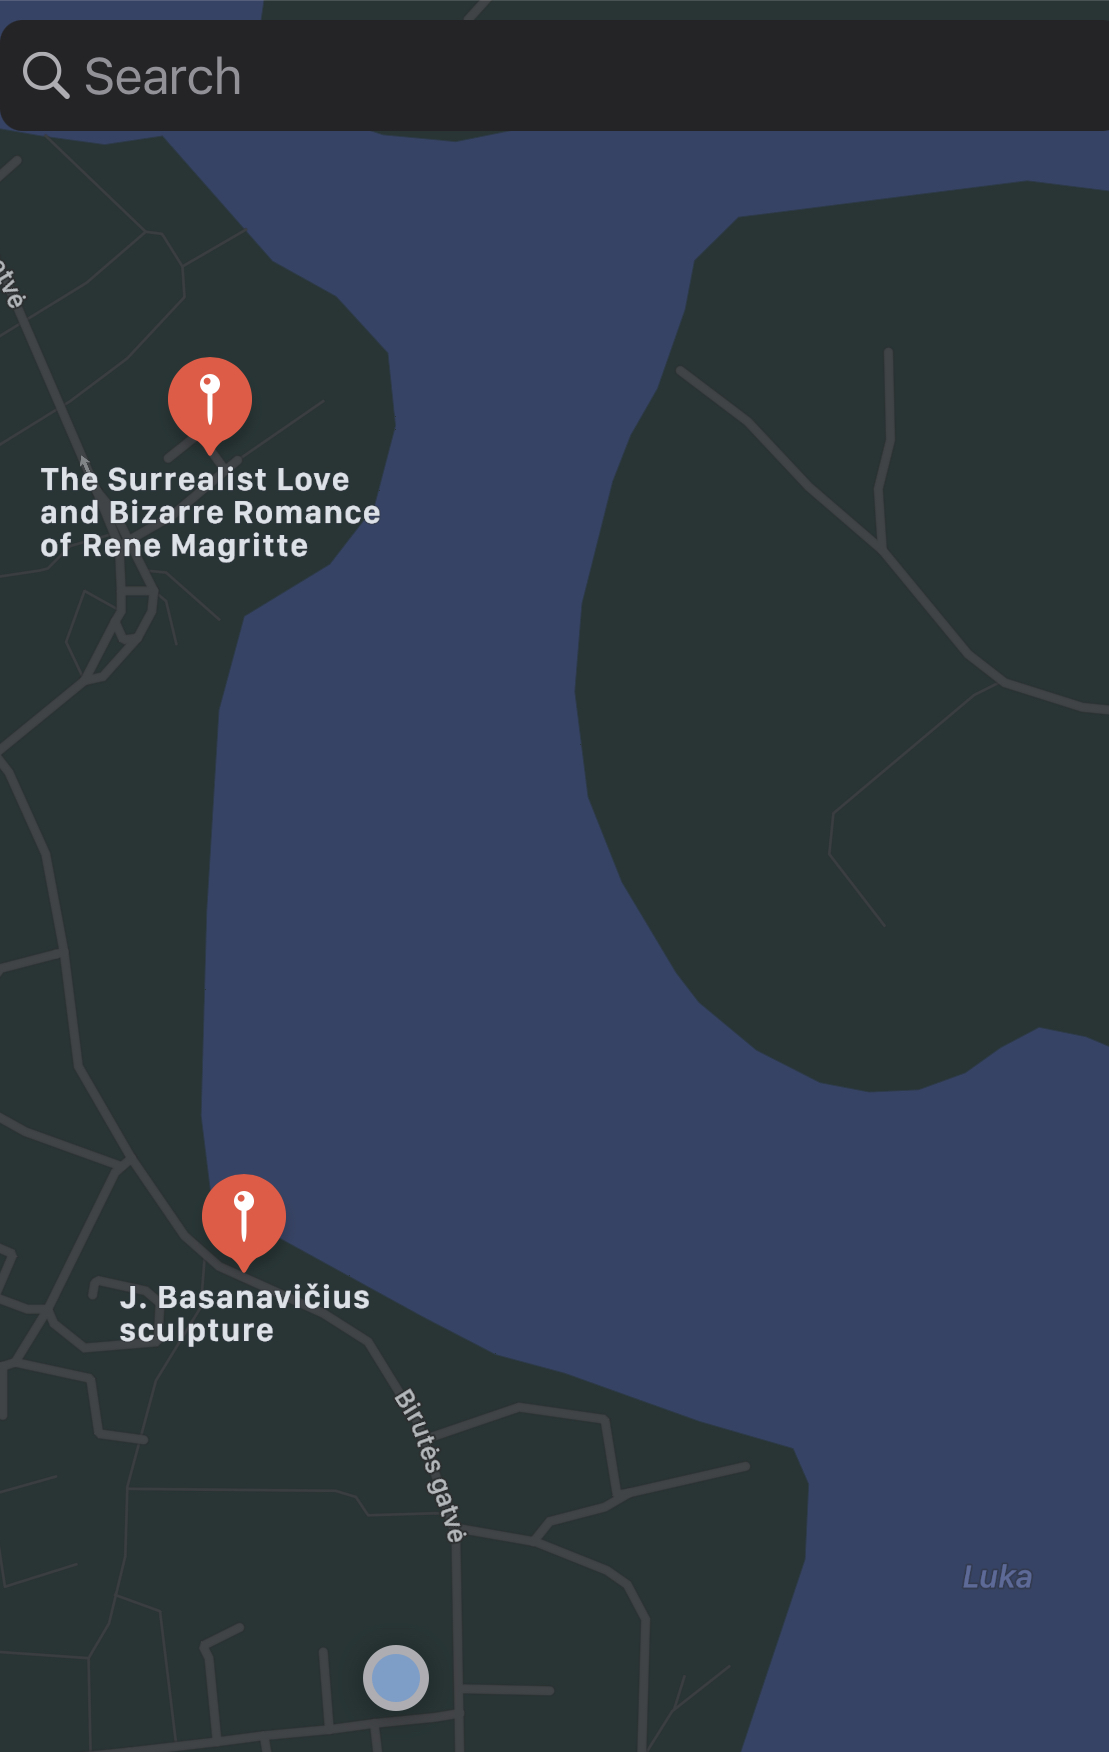 Search
The Surrealist Love
and Bizarre Romance
of Rene Magritte
J. Basanavičius
sculpture
Birutės gatvė
Luka